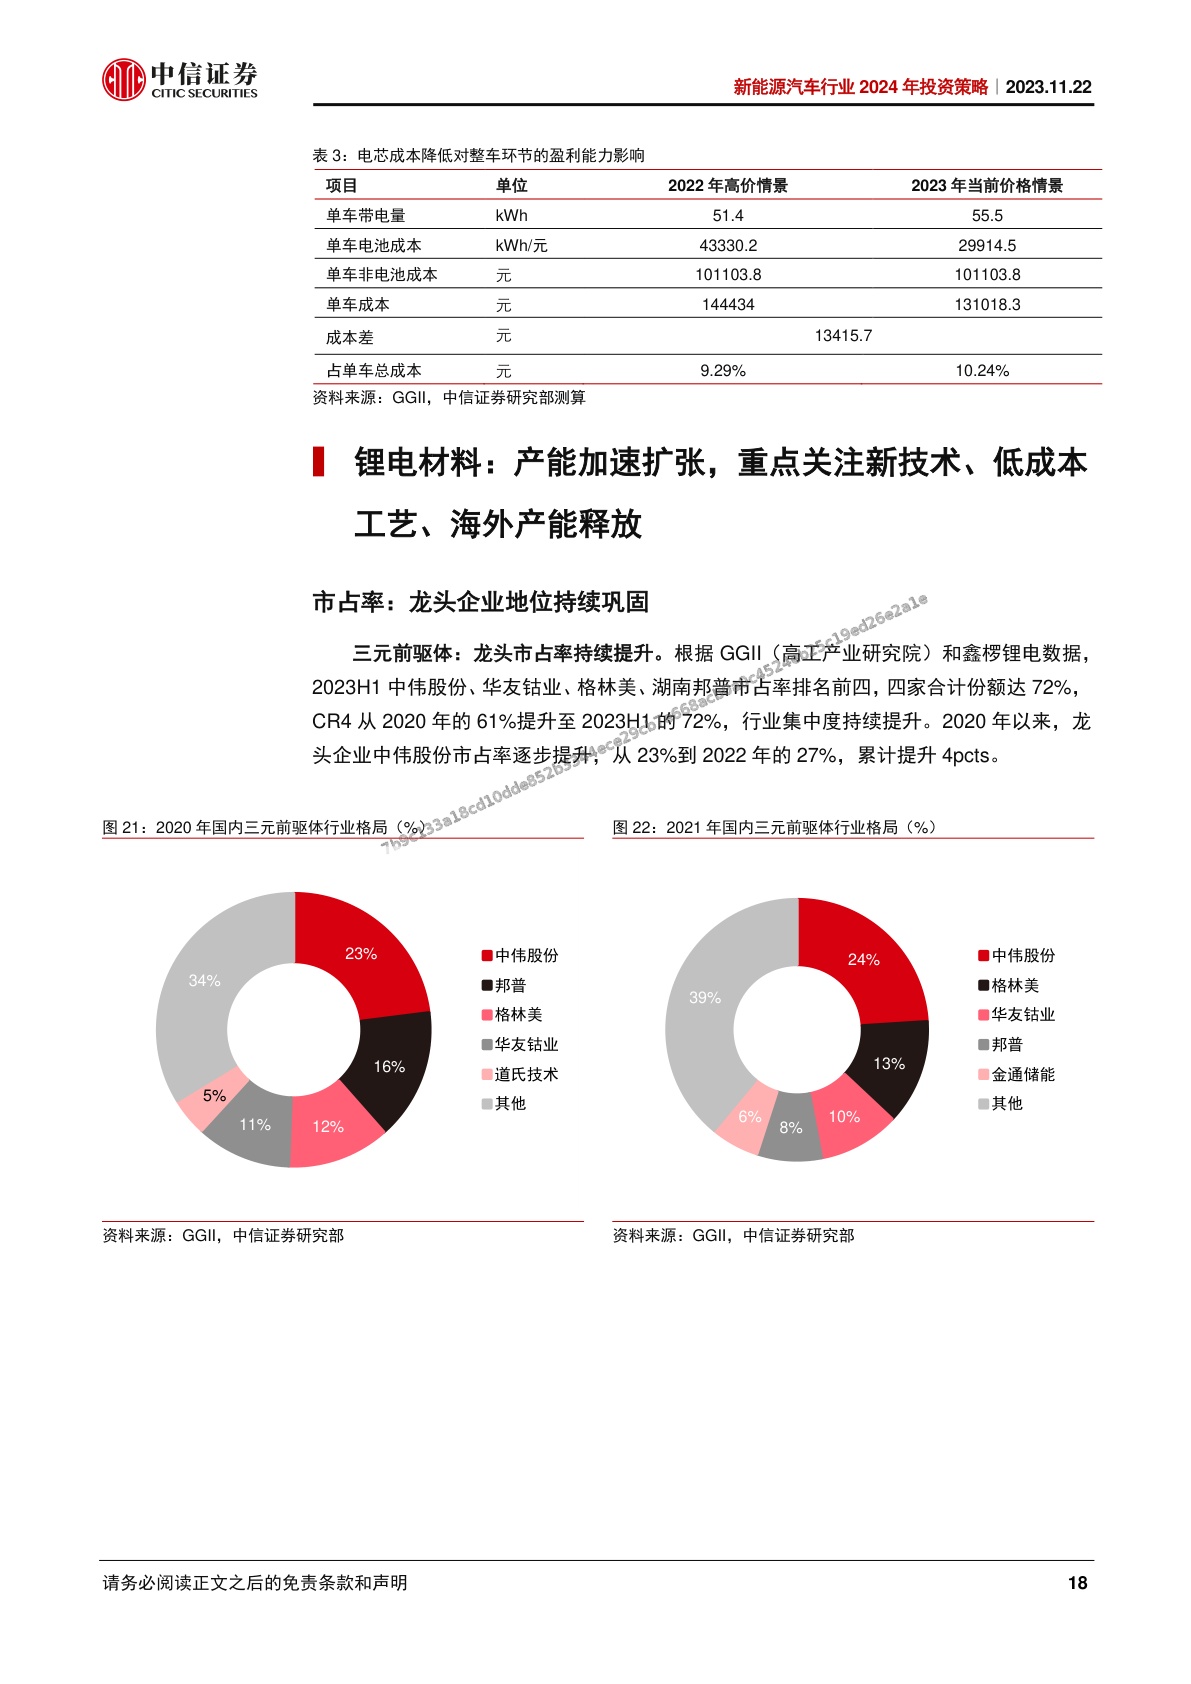 中信证券
CITIC SECURITIES
新能源汽车行业 2024 年投资策略｜2023.11.22
表 3：电芯成本降低对整车环节的盈利能力影响
项目 单位 2022 年高价情景 2023 年当前价格情景
单车带电量 kWh 51.4 55.5
单车电池成本 kWh/元 43330.2 29914.5
单车非电池成本 元 101103.8 101103.8
单车成本 元 144434 131018.3
成本差 元 13415.7
占单车总成本 元 9.29% 10.24%
资料来源：GGII，中信证券研究部测算
锂电材料：产能加速扩张，重点关注新技术、低成本
工艺、海外产能释放
市占率：龙头企业地位持续巩固
三元前驱体：龙头市占率持续提升。根据 GGII（高工产业研究院）和鑫椤锂电数据，
2023H1 中伟股份、华友钴业、格林美、湖南邦普市占率排名前四，四家合计份额达 72%，
CR4 从 2020 年的 61%提升至 2023H1 的 72%，行业集中度持续提升。2020 年以来，龙
头企业中伟股份市占率逐步提升，从 23%到 2022 年的 27%，累计提升 4pcts。
图 21：2020 年国内三元前驱体行业格局（%）
23%
16%
12%
11%
5%
34%
中伟股份
邦普
格林美
华友钴业
道氏技术
其他
资料来源：GGII，中信证券研究部
图 22：2021 年国内三元前驱体行业格局（%）
24%
13%
10%
8%
6%
39%
中伟股份
格林美
华友钴业
邦普
金通储能
其他
资料来源：GGII，中信证券研究部
请务必阅读正文之后的免责条款和声明 18